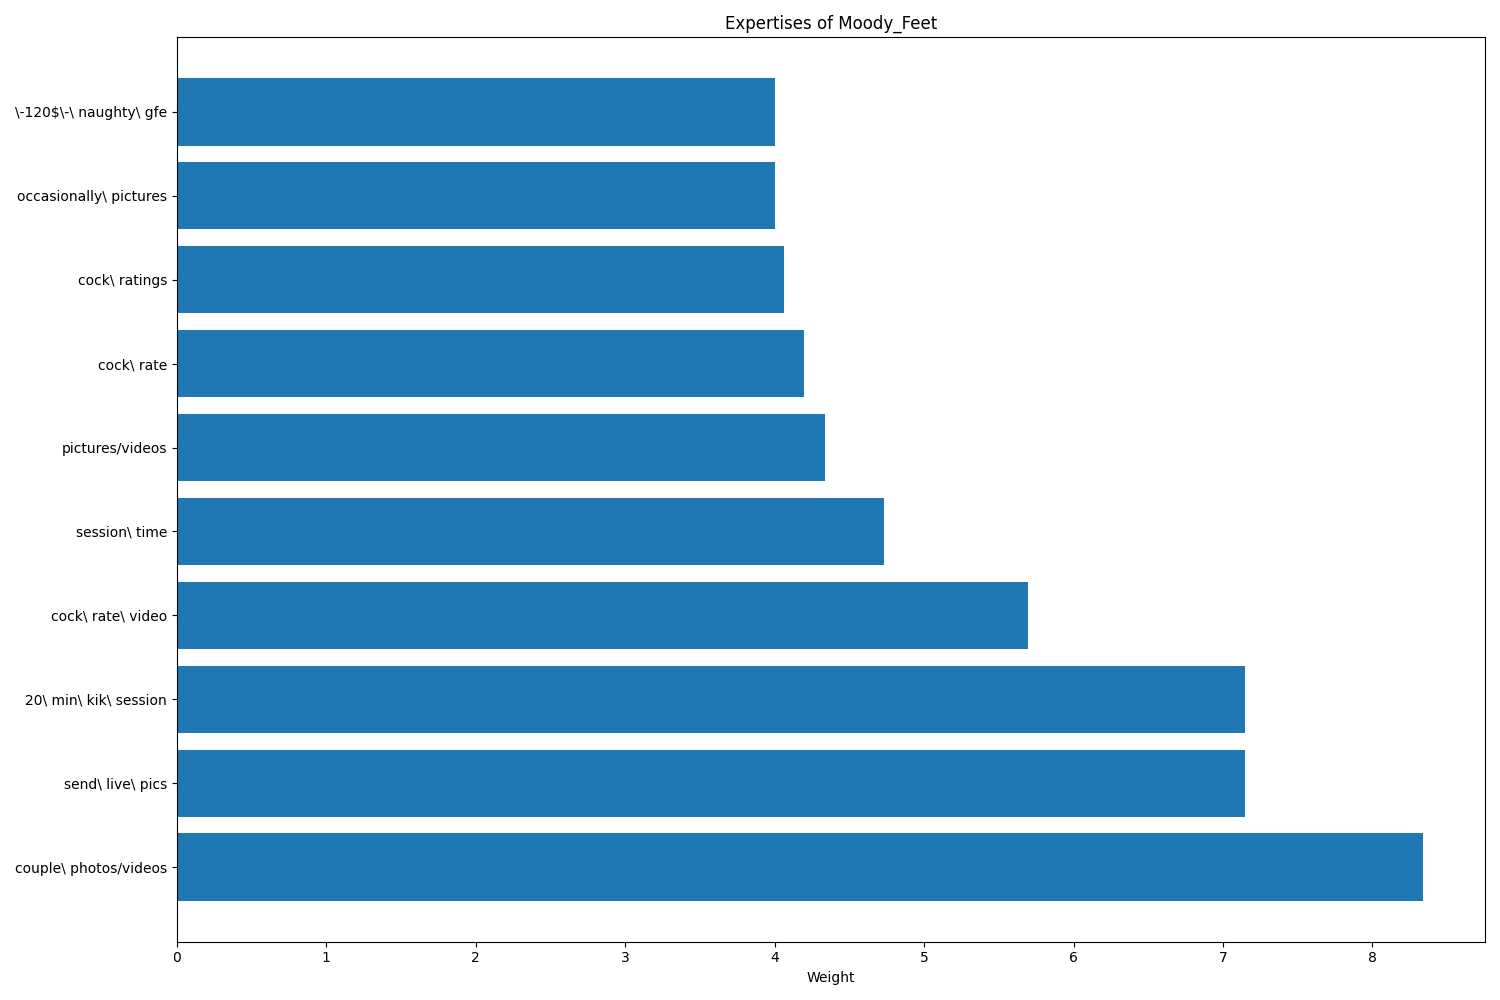 Expertises of Moody_Feet
\-120$\-\ naughty\ gfe
occasionally\ pictures
cock\ ratings
cock\ rate
pictures/videos
session\ time
cock\ rate\ video
20\ min\ kik\ session
send\ live\ pics
couple\ photos/videos
0 1 2 3 4 5 6 7 8
Weight